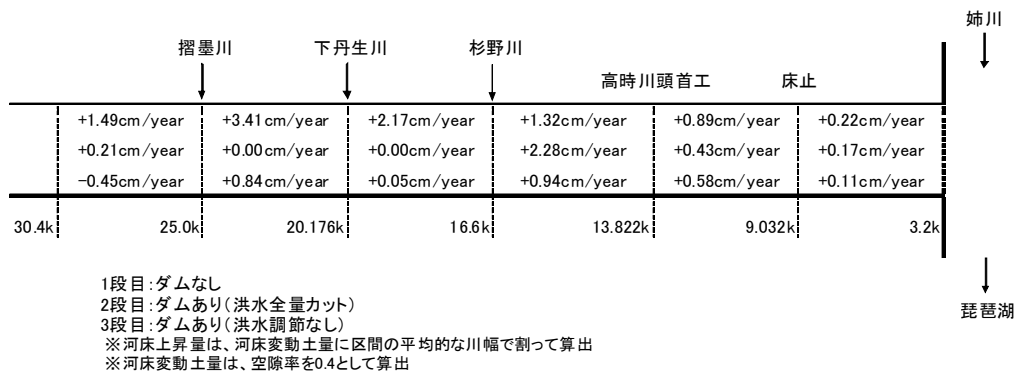 姉川
摺墨川 下丹生川 杉野川
高時川頭首工 床止
+1.49cm/year +3.41cm/year +2.17cm/year +1.32cm/year +0.89cm/year +0.22cm/year
+0.21cm/year +0.00cm/year +0.00cm/year +2.28cm/year +0.43cm/year +0.17cm/year
-0.45cm/year +0.84cm/year +0.05cm/year +0.94cm/year +0.58cm/year +0.11cm/year
30.4k 25.0k 20.176k 16.6k 13.822k 9.032k 3.2k
1段目:ダムなし
2段目:ダムあり(洪水全量カット)
琵琶湖
3段目:ダムあり(洪水調節なし)
※河床上昇量は、河床変動土量に区間の平均的な川幅で割って算出
※河床変動土量は、空隙率を0.4として算出